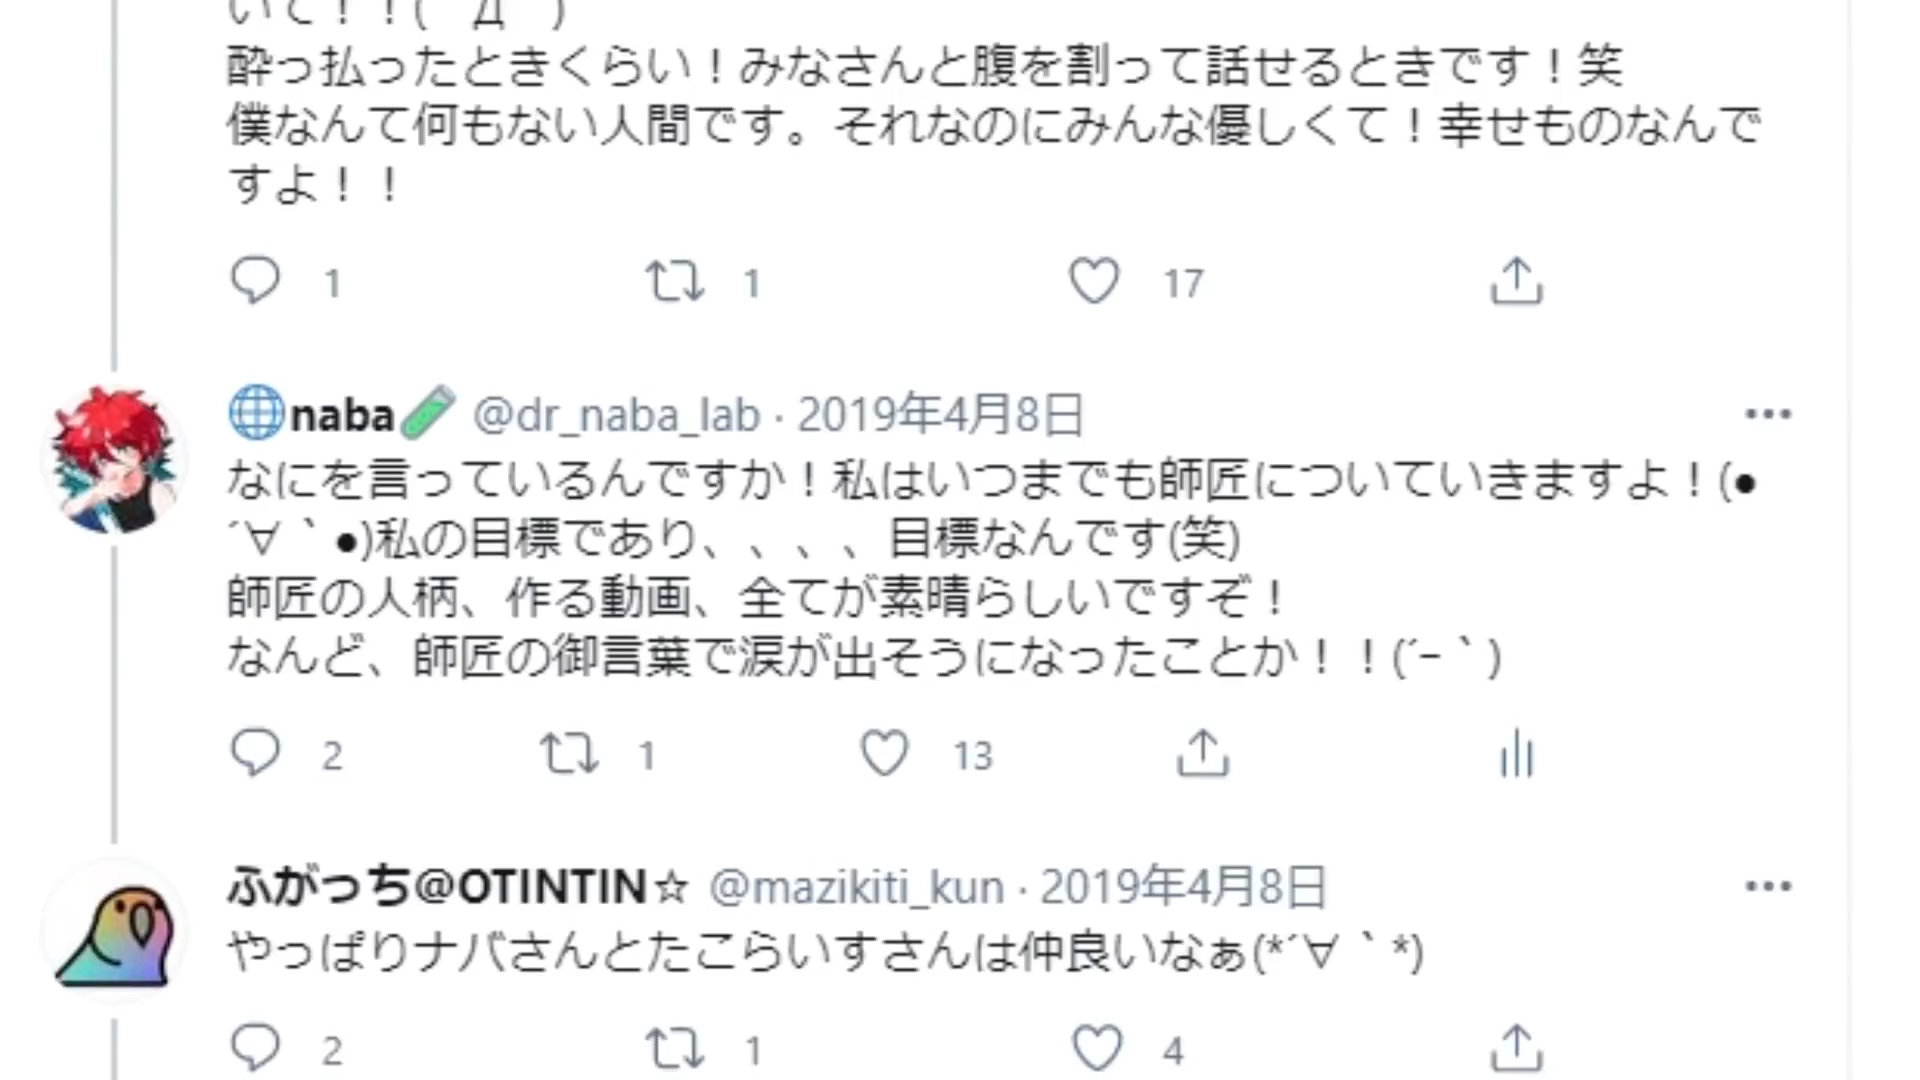 いて！！(´Д｀)
酔っ払ったときくらい！みなさんと腹を割って話せるときです！笑
僕なんて何もない人間です。それなのにみんな優しくて！幸せものなんで
すよ！！
1 1 17
naba @dr_naba_lab · 2019年4月8日
なにを言っているんですか！私はいつまでも師匠についていきますよ！(●
´∀｀●)私の目標であり、、、、目標なんです(笑)
師匠の人柄、作る動画、全てが素晴らしいですぞ！
なんど、師匠の御言葉で涙が出そうになったことか！！(´-｀)
2 1 13
ふがっち@OTINTIN☆ @mazikiti_kun · 2019年4月8日
やっぱりナバさんとたこらいすさんは仲良いなぁ(*´∀｀*)
2 1 4